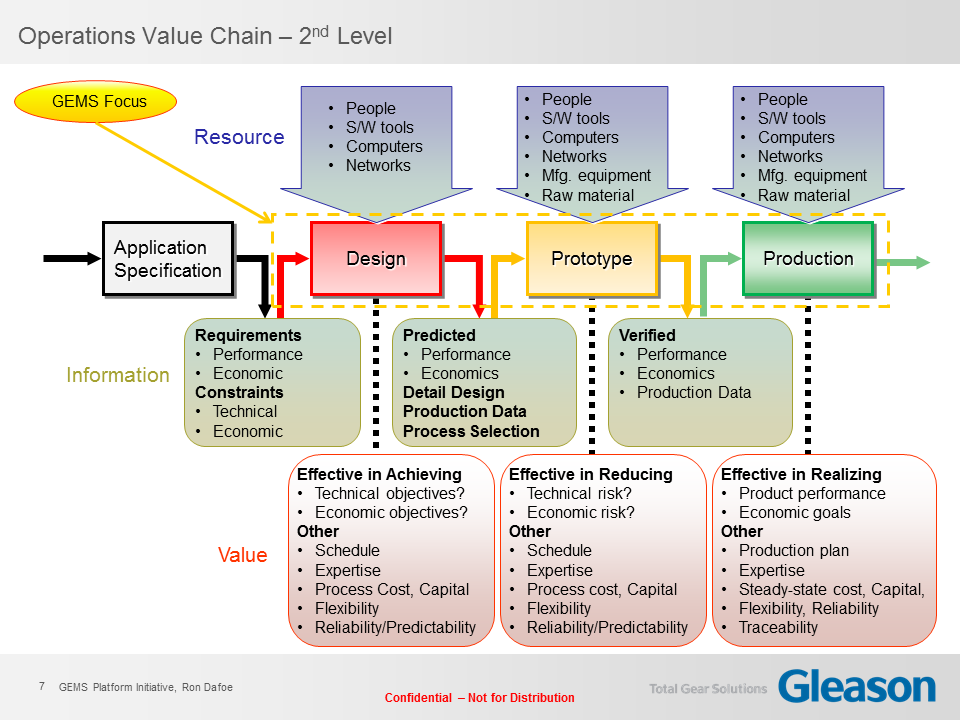 Operations Value Chain – 2nd Level
GEMS Focus
Resource
• People
• S/W tools
• Computers
• Networks
• People
• S/W tools
• Computers
• Networks
• Mfg. equipment
• Raw material
• People
• S/W tools
• Computers
• Networks
• Mfg. equipment
• Raw material
Application
Specification
Design
Prototype
Production
Information
Requirements
• Performance
• Economic
Constraints
• Technical
• Economic
Predicted
• Performance
• Economics
Detail Design
Production Data
Process Selection
Verified
• Performance
• Economics
• Production Data
Value
Effective in Achieving
• Technical objectives?
• Economic objectives?
Other
• Schedule
• Expertise
• Process Cost, Capital
• Flexibility
• Reliability/Predictability
Effective in Reducing
• Technical risk?
• Economic risk?
Other
• Schedule
• Expertise
• Process cost, Capital
• Flexibility
• Reliability/Predictability
Effective in Realizing
• Product performance
• Economic goals
Other
• Production plan
• Expertise
• Steady-state cost, Capital,
• Flexibility, Reliability
• Traceability
7 GEMS Platform Initiative, Ron Dafoe
Confidential – Not for Distribution
Total Gear Solutions
Gleason